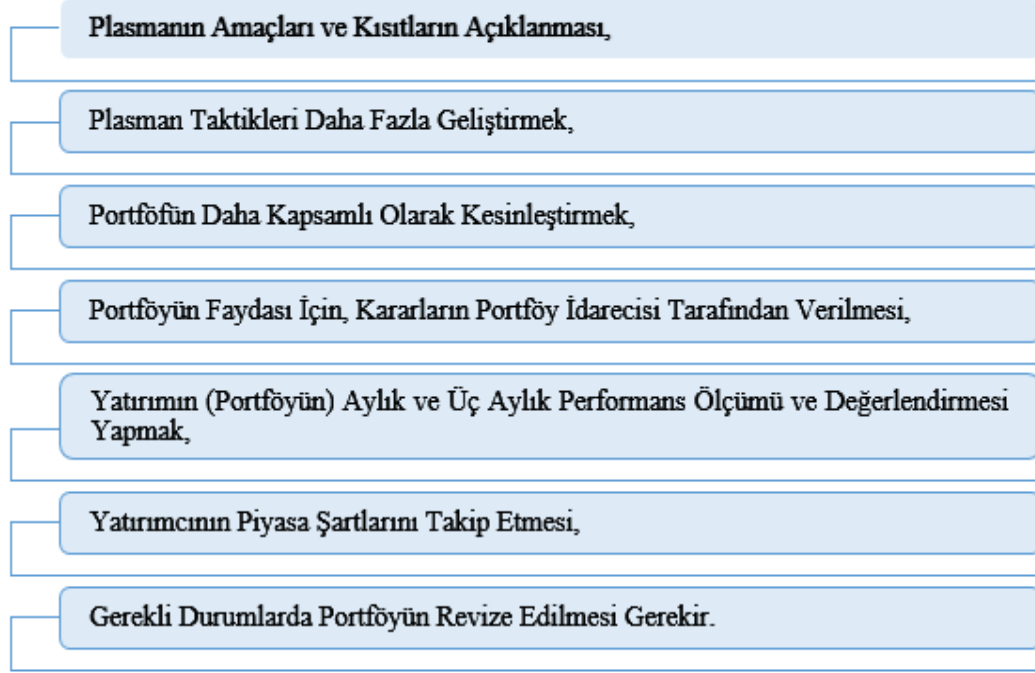 Plasmanın Amaçları ve Kısıtların Açıklanması,
Plasman Taktikleri Daha Fazla Geliştirmek,
Portföfün Daha Kapsamlı Olarak Kesinleştirmek,
Portföyün Faydası İçin, Kararların Portföy İdarecisi Tarafından Verilmesi,
Yatırımın (Portföyün) Aylık ve Üç Aylık Performans Ölçümü ve Değerlendirmesi
Yapmak,
Yatırımcının Piyasa Şartlarını Takip Etmesi,
Gerekli Durumlarda Portföyün Revize Edilmesi Gerekir.